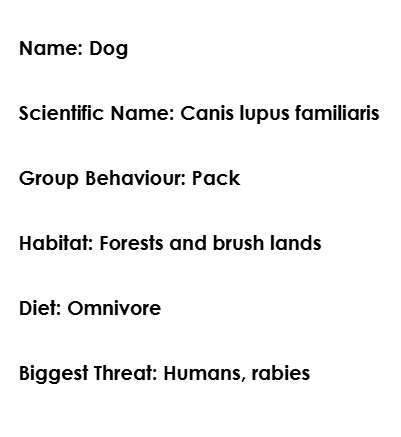 Name: Dog
Scientific Name: Canis lupus familiaris
Group Behaviour: Pack
Habitat: Forests and brush lands
Diet: Omnivore
Biggest Threat: Humans, rabies